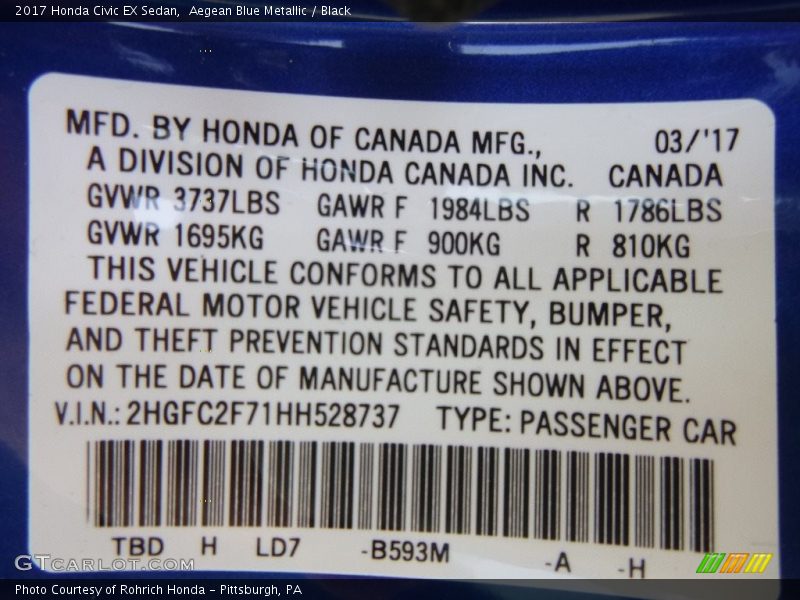 2017 Honda Civic EX Sedan, Aegean Blue Metallic / Black
MFD. BY HONDA OF CANADA MFG., 03/'17
A DIVISION OF HONDA CANADA INC. CANADA
GVWR 3737LBS GAWR F 1984LBS R 1786LBS
GVWR 1695KG GAWR F 900KG R 810KG
THIS VEHICLE CONFORMS TO ALL APPLICABLE
FEDERAL MOTOR VEHICLE SAFETY, BUMPER,
AND THEFT PREVENTION STANDARDS IN EFFECT
ON THE DATE OF MANUFACTURE SHOWN ABOVE.
V.I.N.: 2HGFC2F71HH528737 TYPE: PASSENGER CAR
TBD H LD7 -B593M -A -H
GTCARLOT.COM
Photo Courtesy of Rohrich Honda - Pittsburgh, PA